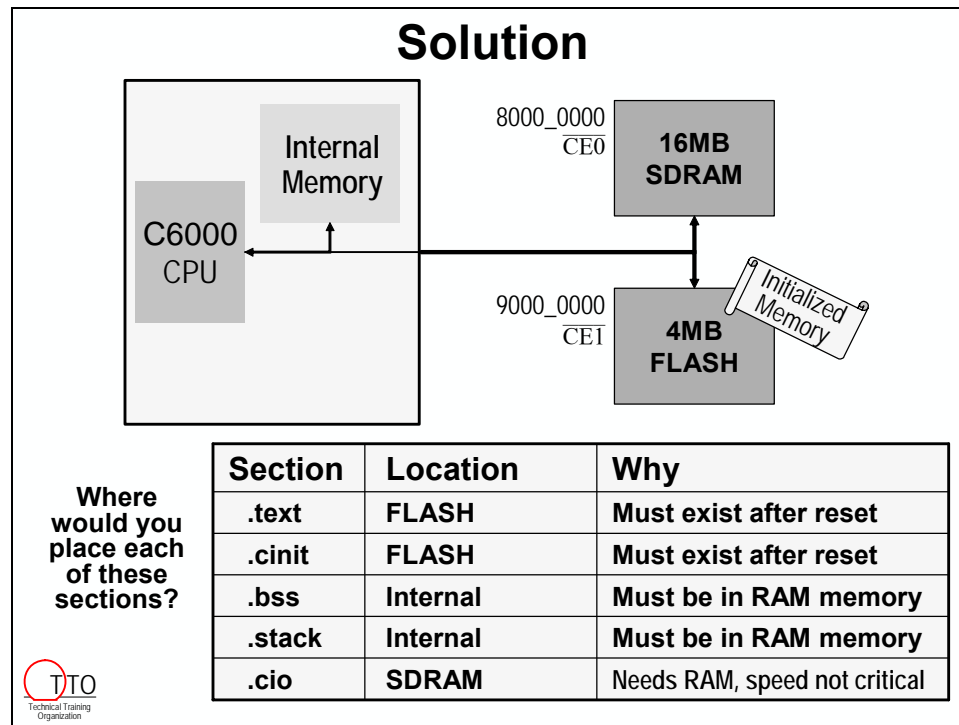 Solution
Internal
Memory
C6000
CPU
8000_0000
CE0
16MB
SDRAM
9000_0000
CE1
4MB
FLASH
Initialized
Memory
Where
would you
place each
of these
sections?
Section Location Why
.text FLASH Must exist after reset
.cinit FLASH Must exist after reset
.bss Internal Must be in RAM memory
.stack Internal Must be in RAM memory
.cio SDRAM Needs RAM, speed not critical
TTO
Technical Training
Organization